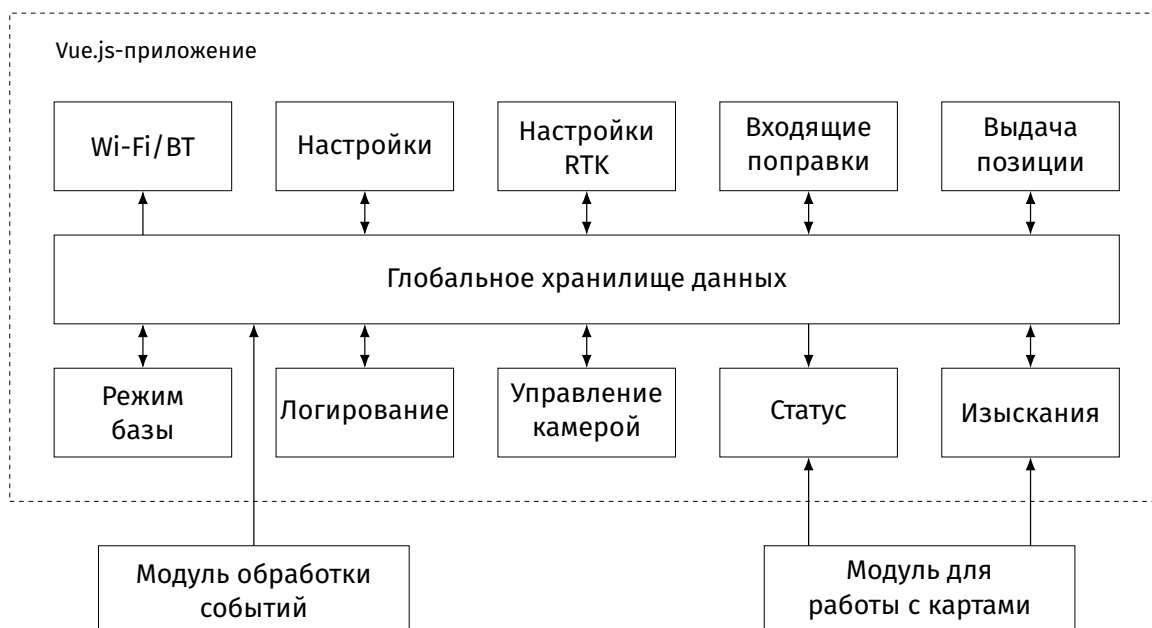 Vue.js-приложение
Wi-Fi/BT
Настройки
Настройки
RTK
Входящие
поправки
Выдача
позиции
Глобальное хранилище данных
Режим
базы
Логирование
Управление
камерой
Статус
Изыскания
Модуль обработки
событий
Модуль для
работы с картами